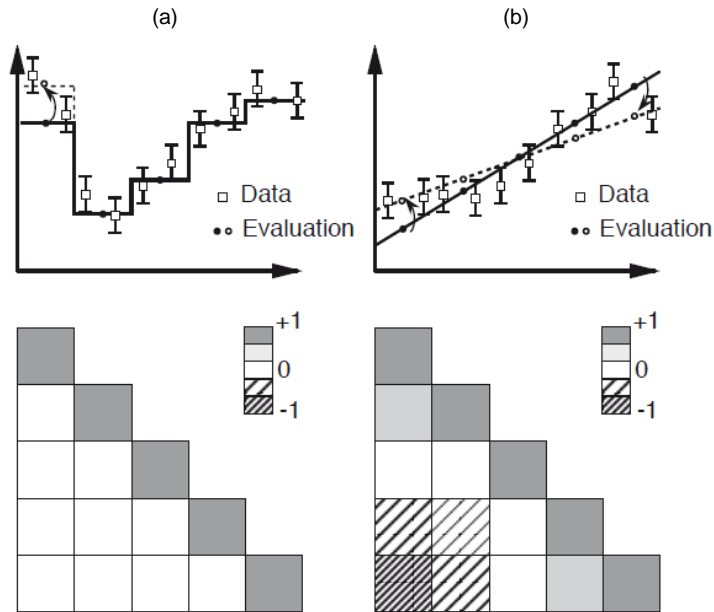 (a)
(b)
Data
Evaluation
Data
Evaluation
+1
0
-1
+1
0
-1